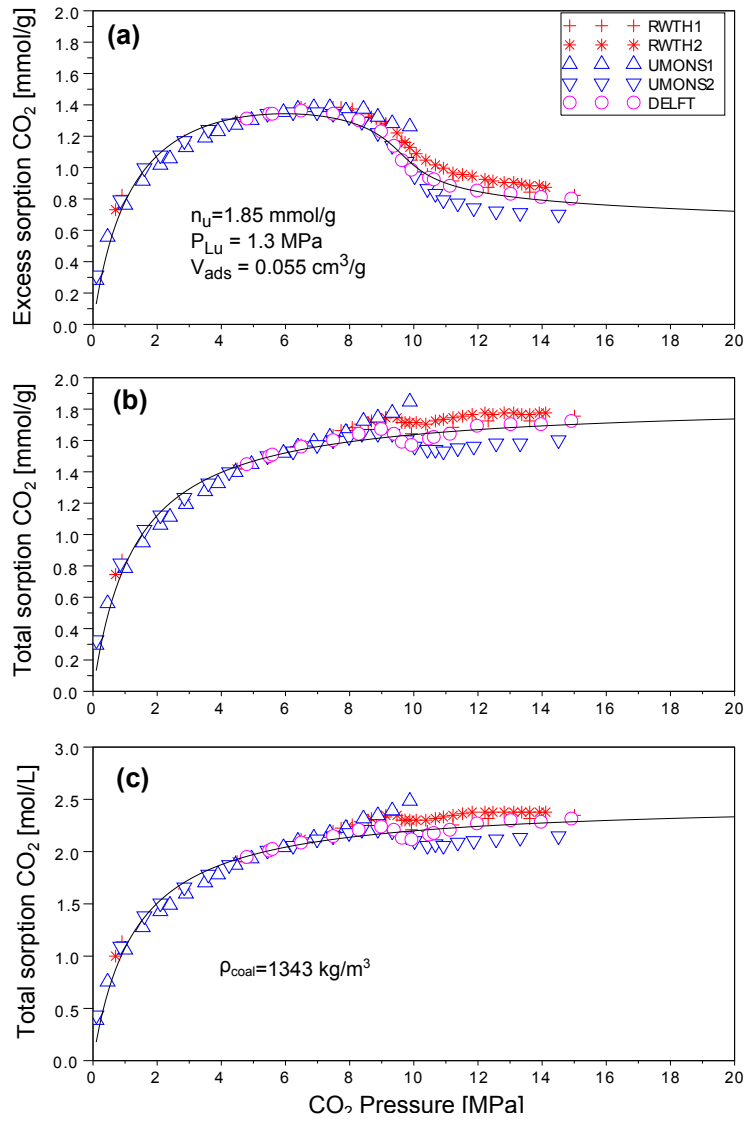 2.0
1.8
1.6
1.4
1.2
1.0
0.8
0.6
0.4
0.2
0.0
Excess sorption CO₂ [mmol/g]
(a)
RWTH1
RWTH2
UMONS1
UMONS2
DELFT
nᵤ=1.85 mmol/g
P_Lu = 1.3 MPa
V_ads = 0.055 cm³/g
0 2 4 6 8 10 12 14 16 18 20
2.0
1.8
1.6
1.4
1.2
1.0
0.8
0.6
0.4
0.2
0.0
Total sorption CO₂ [mmol/g]
(b)
0 2 4 6 8 10 12 14 16 18 20
3.0
2.5
2.0
1.5
1.0
0.5
0.0
Total sorption CO₂ [mol/L]
(c)
ρ_coal=1343 kg/m³
0 2 4 6 8 10 12 14 16 18 20
CO₂ Pressure [MPa]